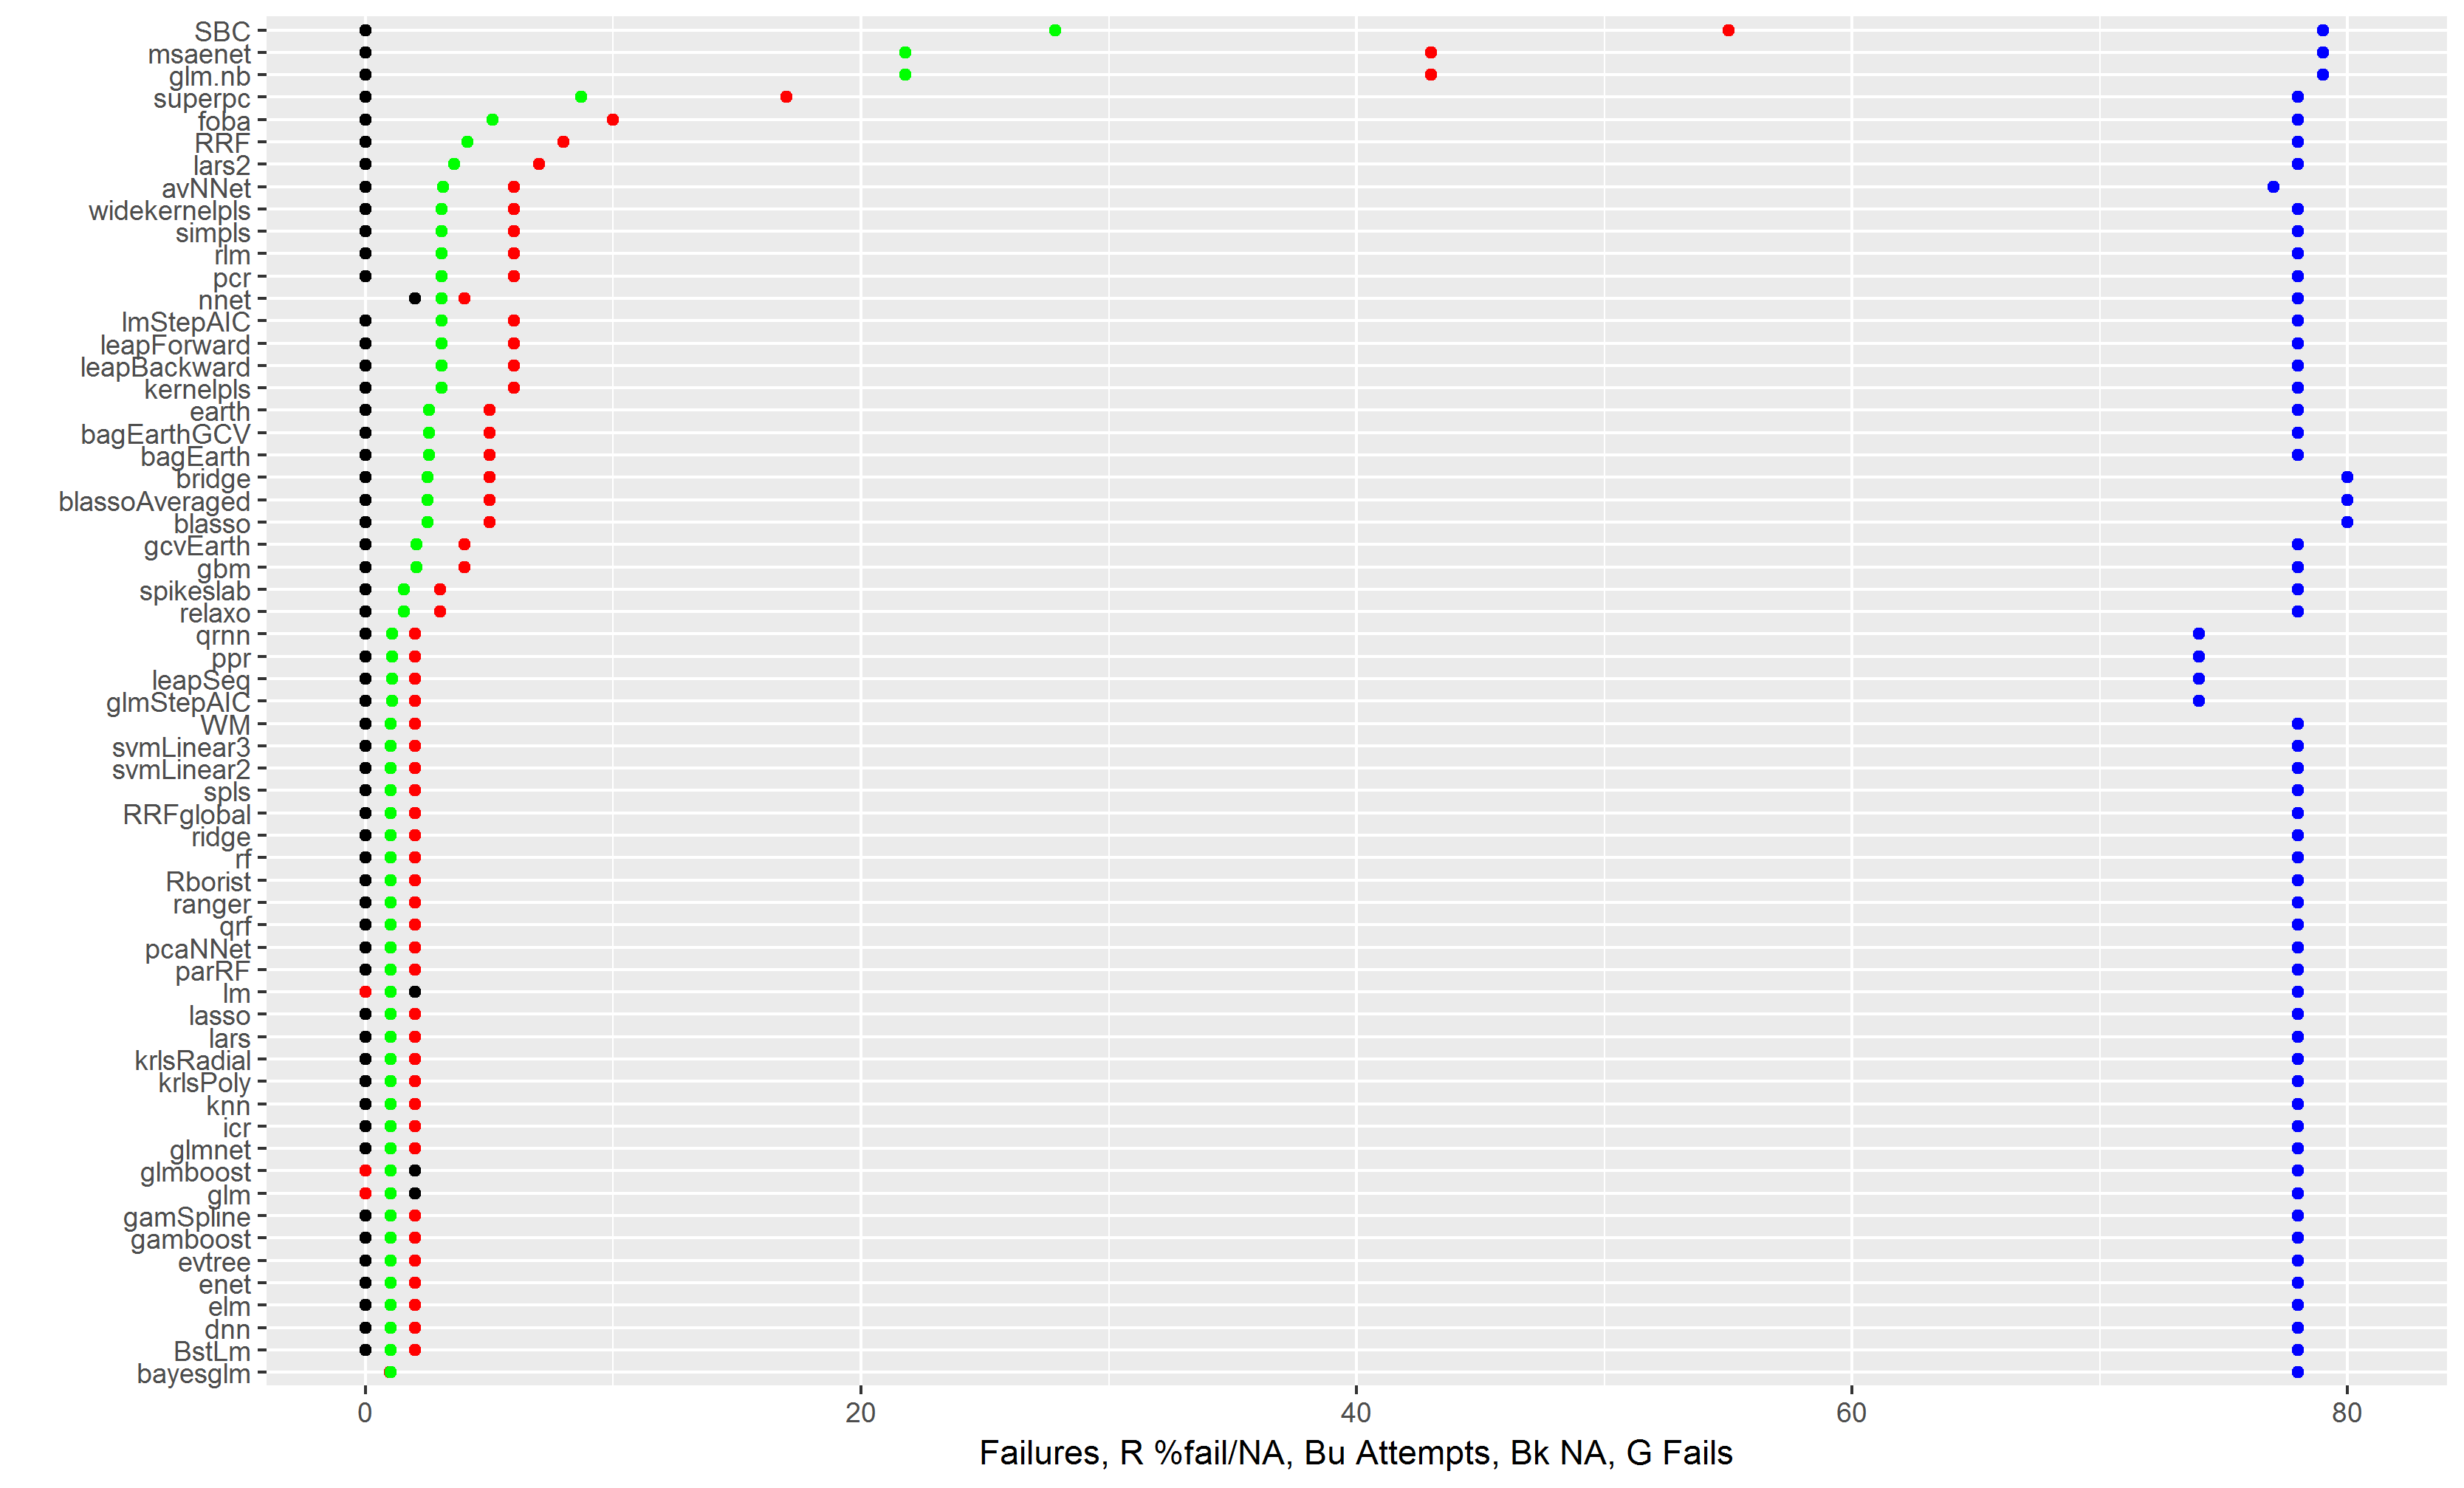 SBC
msaenet
glm.nb
superpc
foba
RRF
lars2
avNNet
widekernelpls
simpls
rlm
pcr
nnet
lmStepAIC
leapForward
leapBackward
kernelpls
earth
bagEarthGCV
bagEarth
bridge
blassoAveraged
blasso
gcvEarth
gbm
spikeslab
relaxo
qrnn
ppr
leapSeq
glmStepAIC
WM
svmLinear3
svmLinear2
spls
RRFglobal
ridge
rf
Rborist
ranger
qrf
pcaNNet
parRF
lm
lasso
lars
krlsRadial
krlsPoly
knn
icr
glmnet
glmboost
glm
gamSpline
gamboost
evtree
enet
elm
dnn
BstLm
bayesglm
0 20 40 60 80
Failures, R %fail/NA, Bu Attempts, Bk NA, G Fails